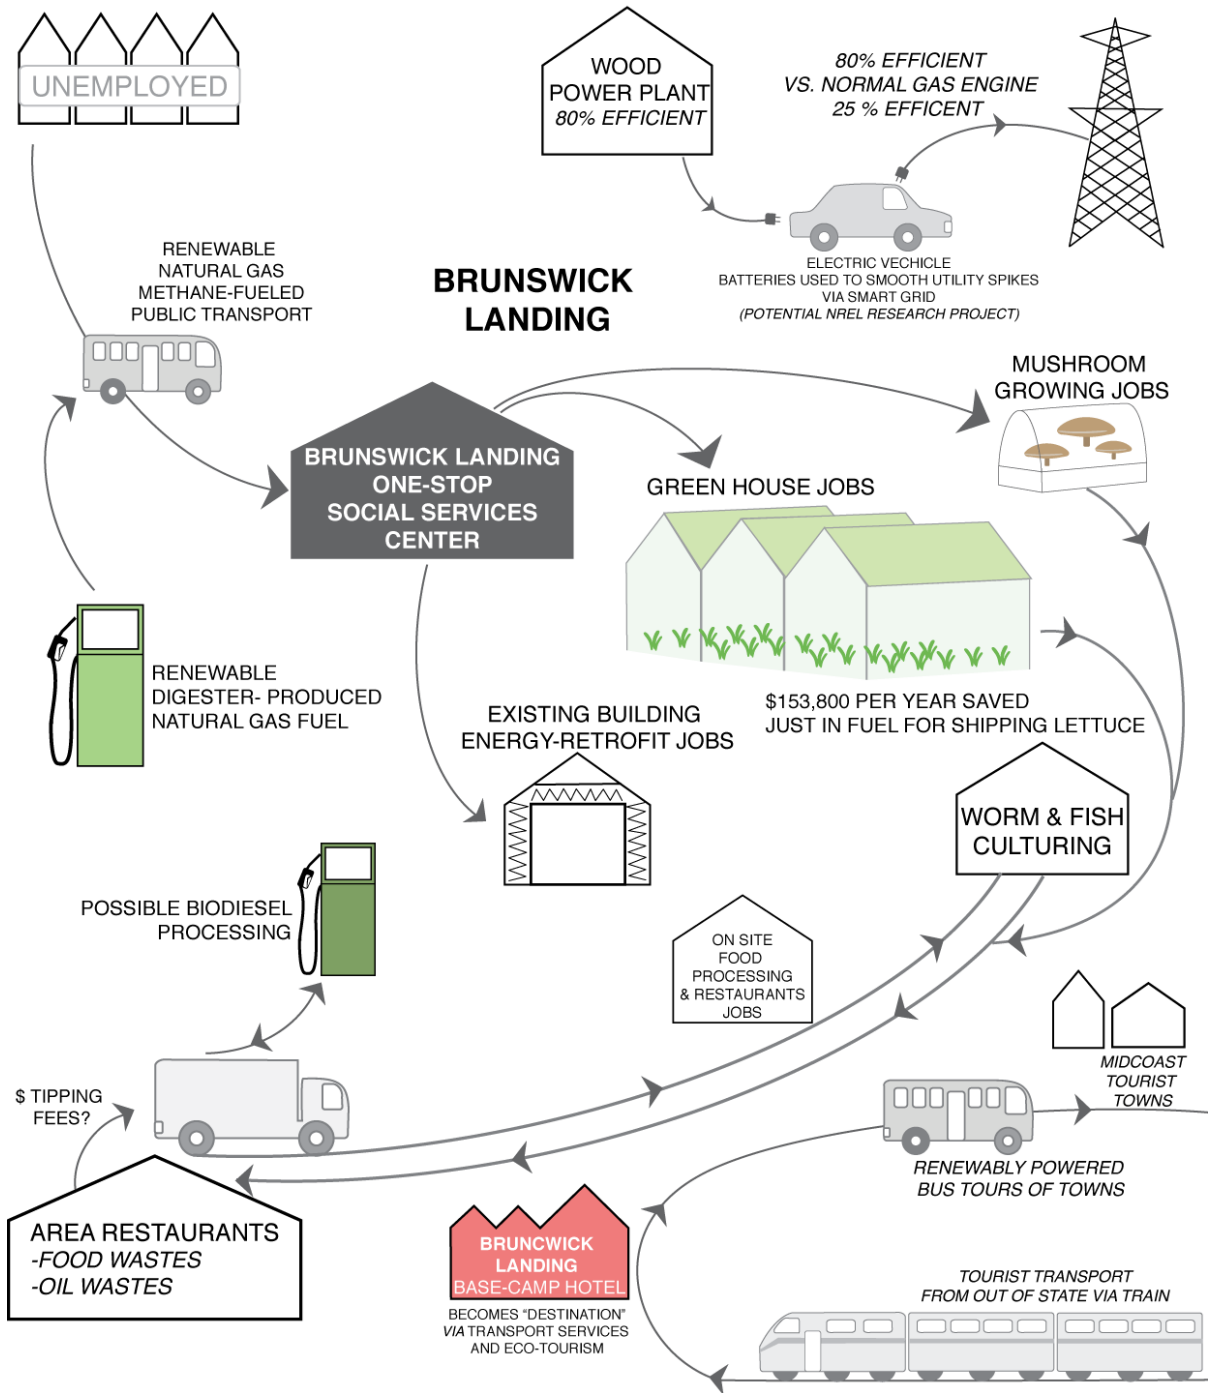 UNEMPLOYED
WOOD
POWER PLANT
80% EFFICIENT
80% EFFICIENT
VS. NORMAL GAS ENGINE
25 % EFFICENT
ELECTRIC VECHICLE
BATTERIES USED TO SMOOTH UTILITY SPIKES
VIA SMART GRID
(POTENTIAL NREL RESEARCH PROJECT)
RENEWABLE
NATURAL GAS
METHANE-FUELED
PUBLIC TRANSPORT
BRUNSWICK
LANDING
MUSHROOM
GROWING JOBS
BRUNSWICK LANDING
ONE-STOP
SOCIAL SERVICES
CENTER
GREEN HOUSE JOBS
RENEWABLE
DIGESTER- PRODUCED
NATURAL GAS FUEL
$153,800 PER YEAR SAVED
JUST IN FUEL FOR SHIPPING LETTUCE
EXISTING BUILDING
ENERGY-RETROFIT JOBS
WORM & FISH
CULTURING
POSSIBLE BIODIESEL
PROCESSING
ON SITE
FOOD
PROCESSING
& RESTAURANTS
JOBS
MIDCOAST
TOURIST
TOWNS
$ TIPPING
FEES?
RENEWABLY POWERED
BUS TOURS OF TOWNS
AREA RESTAURANTS
-FOOD WASTES
-OIL WASTES
BRUNCWICK
LANDING
BASE-CAMP HOTEL
BECOMES “DESTINATION”
VIA TRANSPORT SERVICES
AND ECO-TOURISM
TOURIST TRANSPORT
FROM OUT OF STATE VIA TRAIN